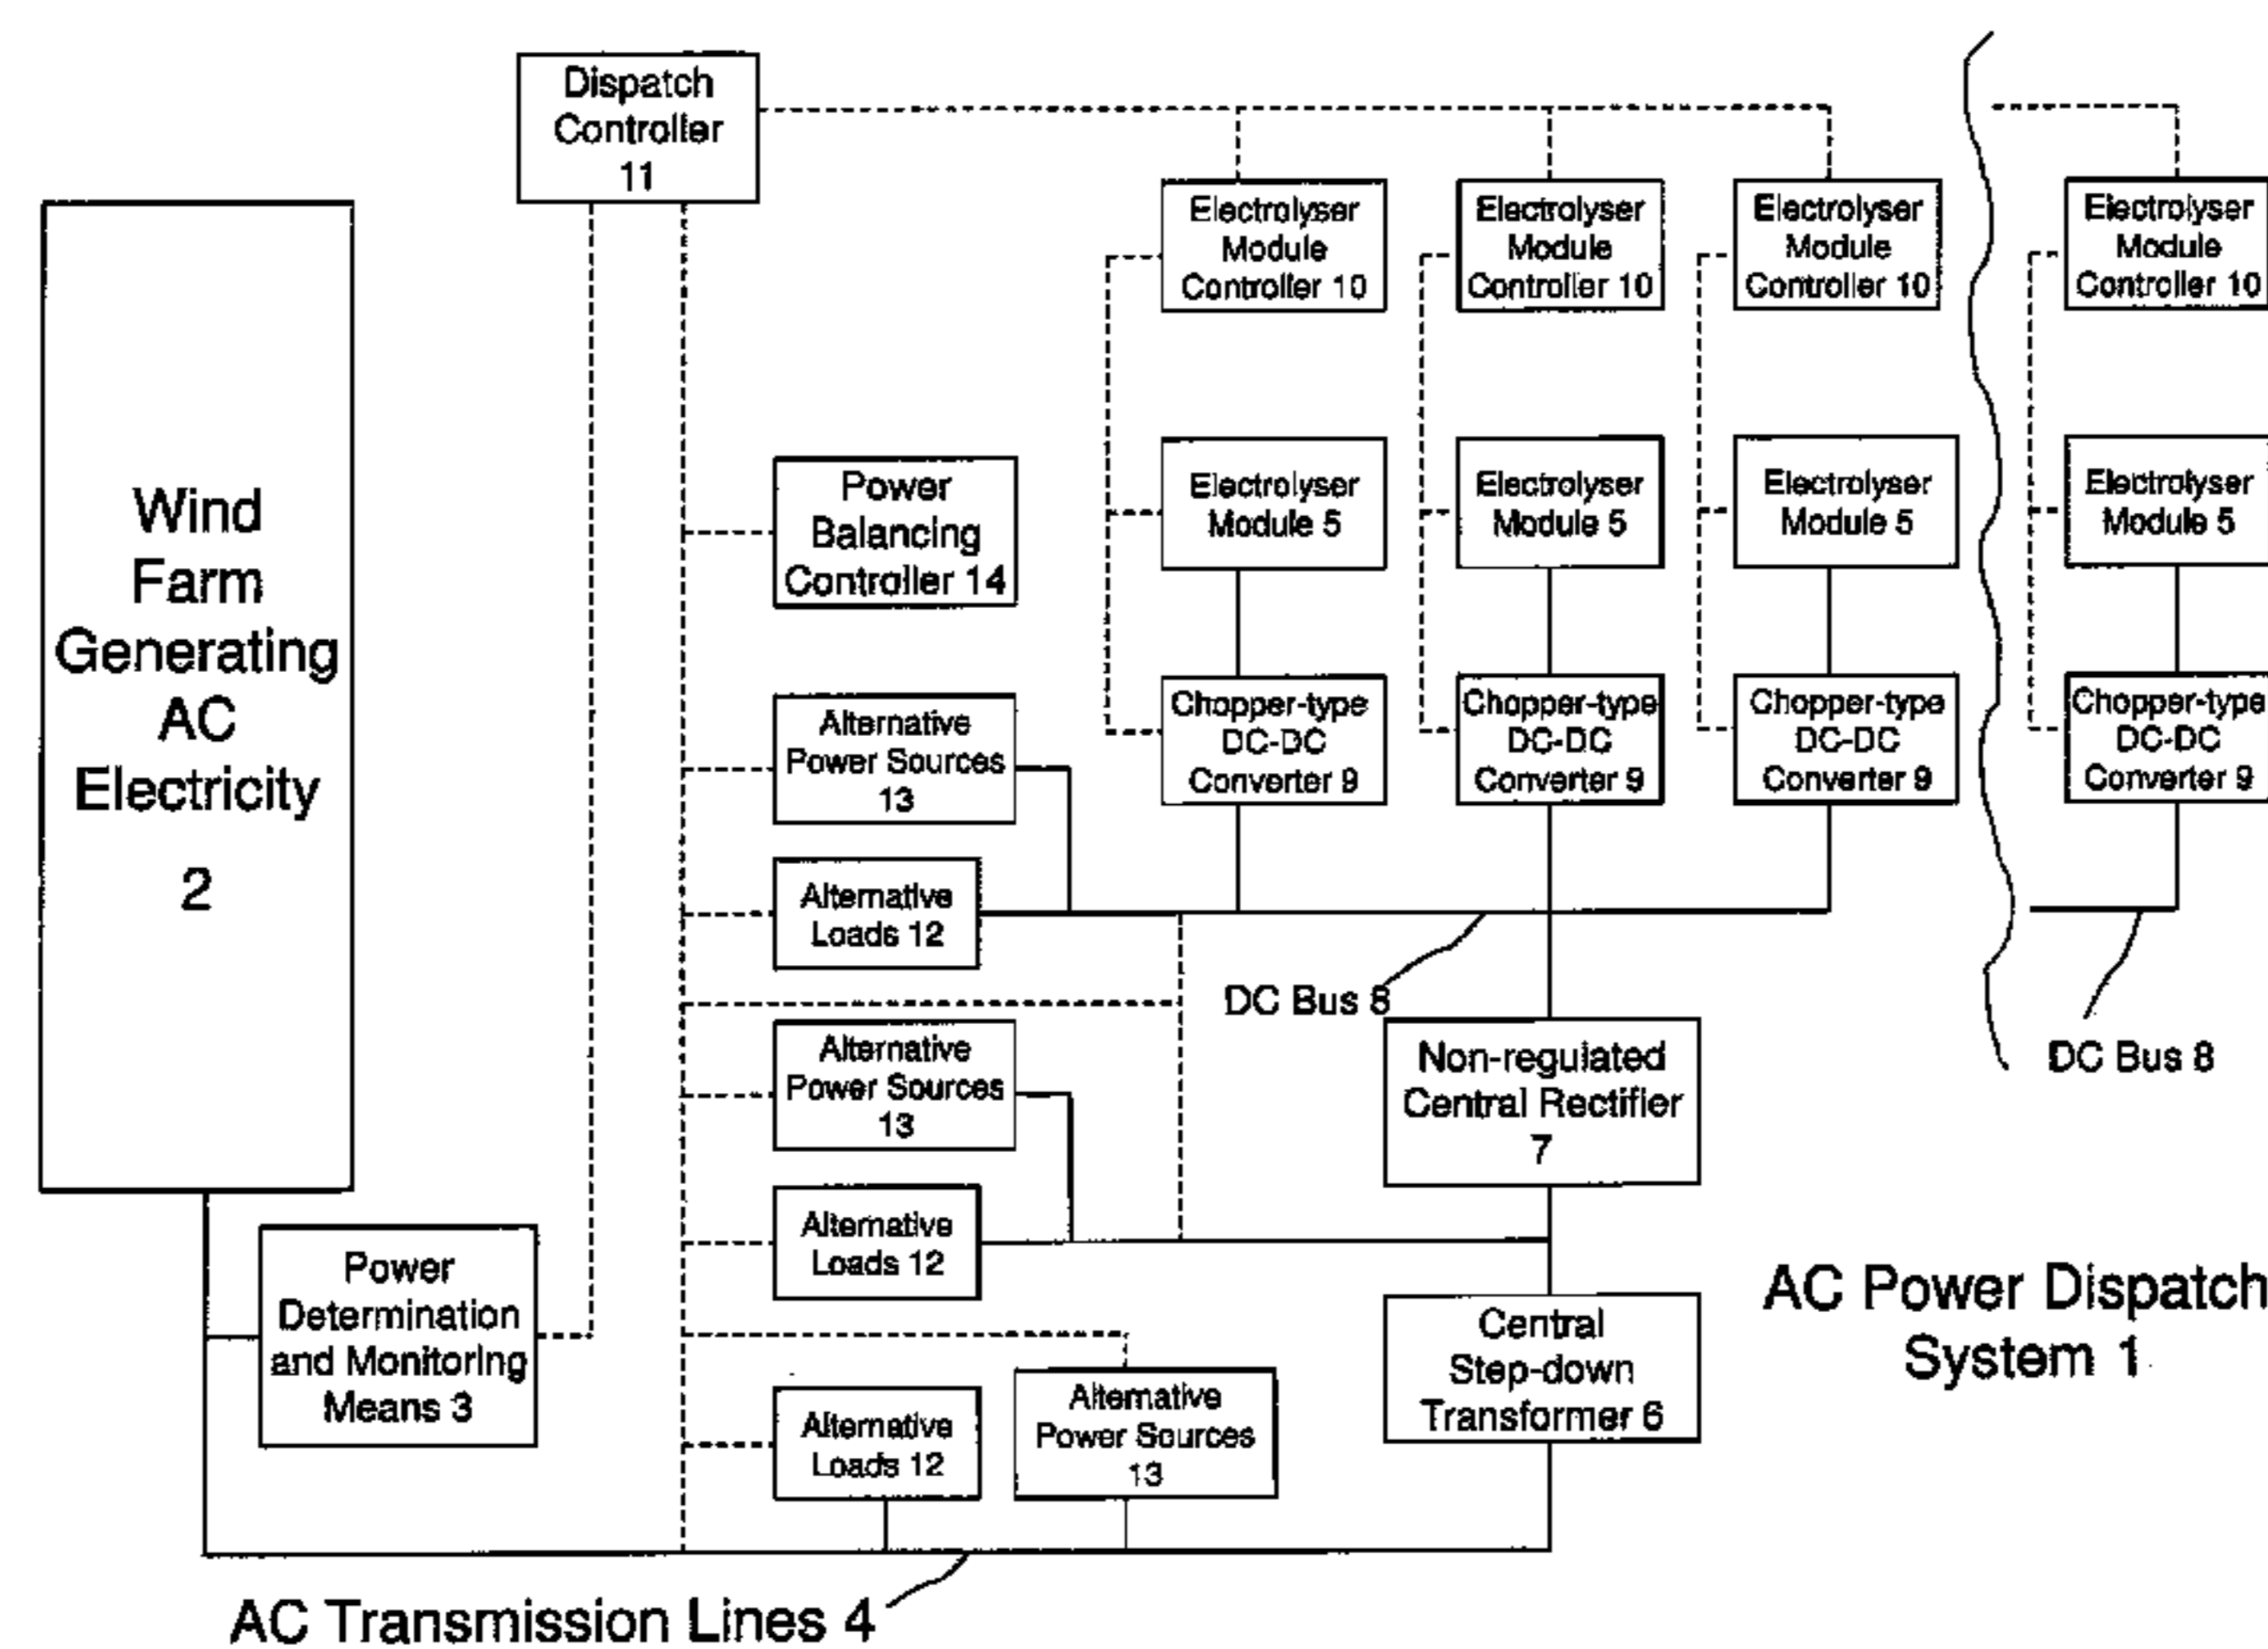 Dispatch
Controller
11
Wind
Farm
Generating
AC
Electricity
2
Electrolyser
Module
Controller 10
Electrolyser
Module
Controller 10
Electrolyser
Module
Controller 10
Electrolyser
Module
Controller 10
Power
Balancing
Controller 14
Electrolyser
Module 5
Electrolyser
Module 5
Electrolyser
Module 5
Electrolyser
Module 5
Alternative
Power Sources
13
Chopper-type
DC-DC
Converter 9
Chopper-type
DC-DC
Converter 9
Chopper-type
DC-DC
Converter 9
Chopper-type
DC-DC
Converter 9
Alternative
Loads 12
DC Bus 8
DC Bus 8
Alternative
Power Sources
13
Non-regulated
Central Rectifier
7
Alternative
Loads 12
Power
Determination
and Monitoring
Means 3
Central
Step-down
Transformer 6
AC Power Dispatch
System 1
Alternative
Loads 12
Alternative
Power Sources
13
AC Transmission Lines 4